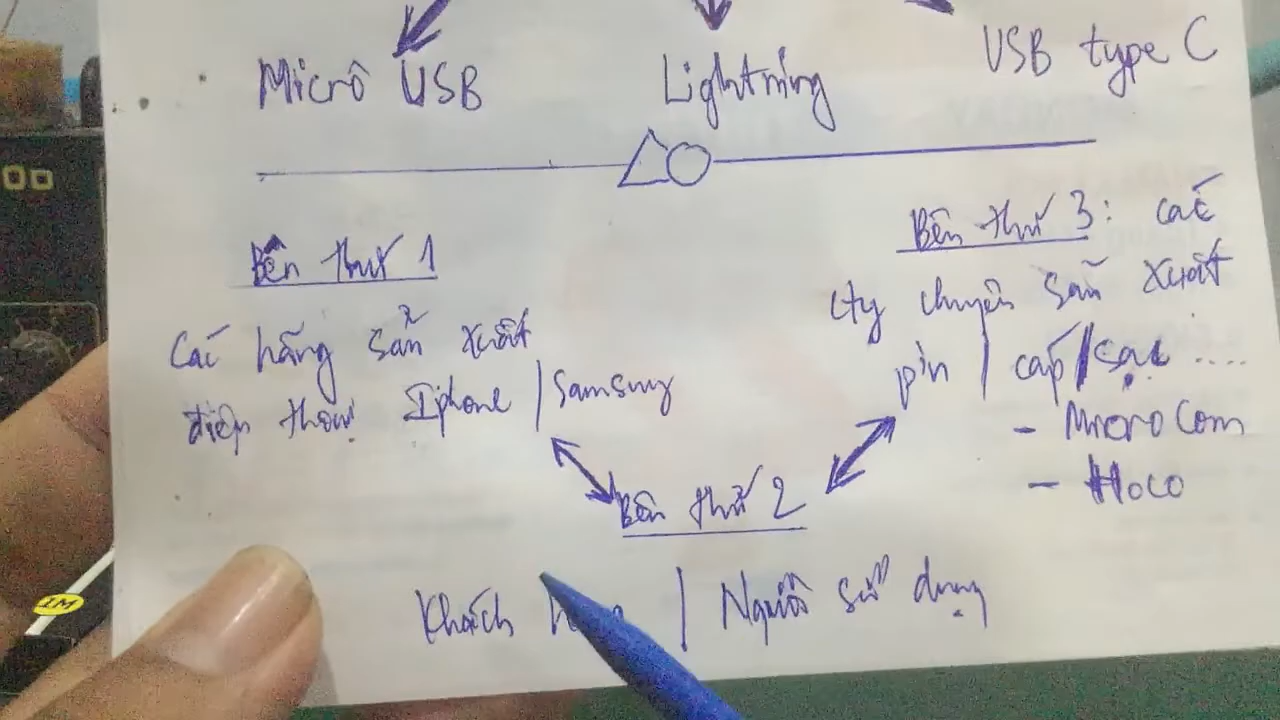 Micrô USB
Lightning
USB type C
Bên thứ 1
Các hãng sản xuất
điện thoại Iphone | Samsung
Bên thứ 3: các
cty chuyên sản xuất
pin | cáp/sạc ....
- Micro Com
- Hoco
Bên thứ 2
Khách | Người sử dụng
1M